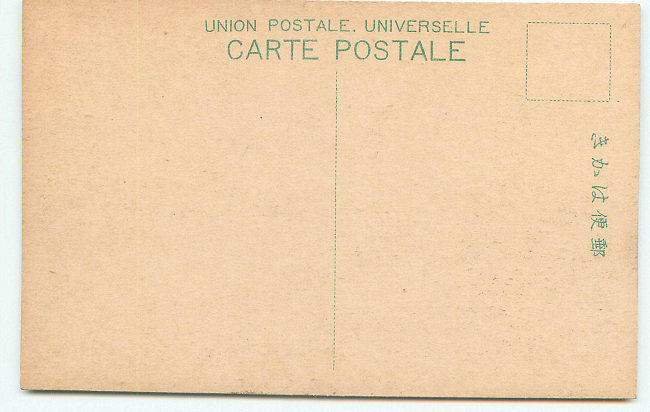 UNION POSTALE. UNIVERSELLE
CARTE POSTALE
郵便はかき